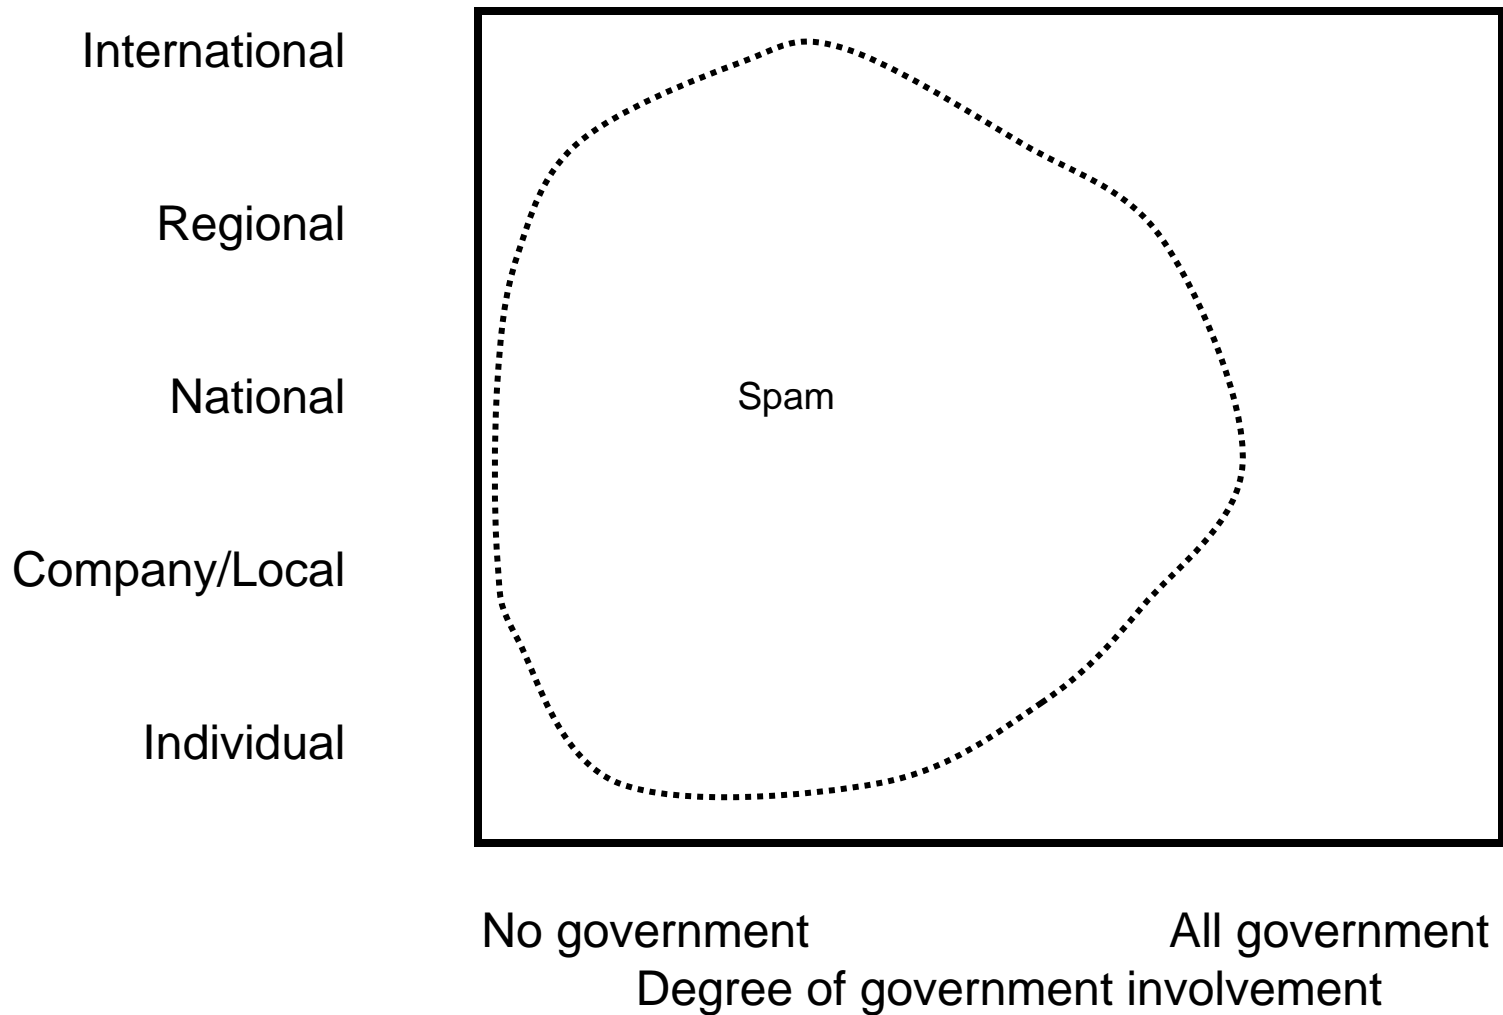 International
Regional
National
Spam
Company/Local
Individual
No government
All government
Degree of government involvement